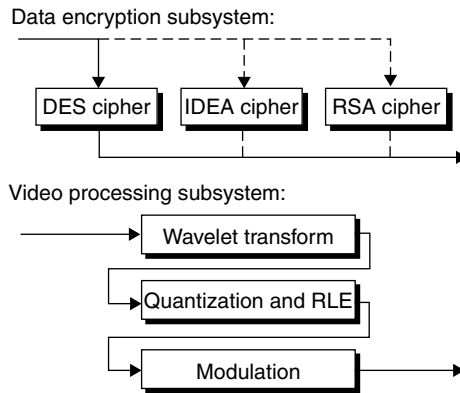 Data encryption subsystem:
DES cipher
IDEA cipher
RSA cipher
Video processing subsystem:
Wavelet transform
Quantization and RLE
Modulation